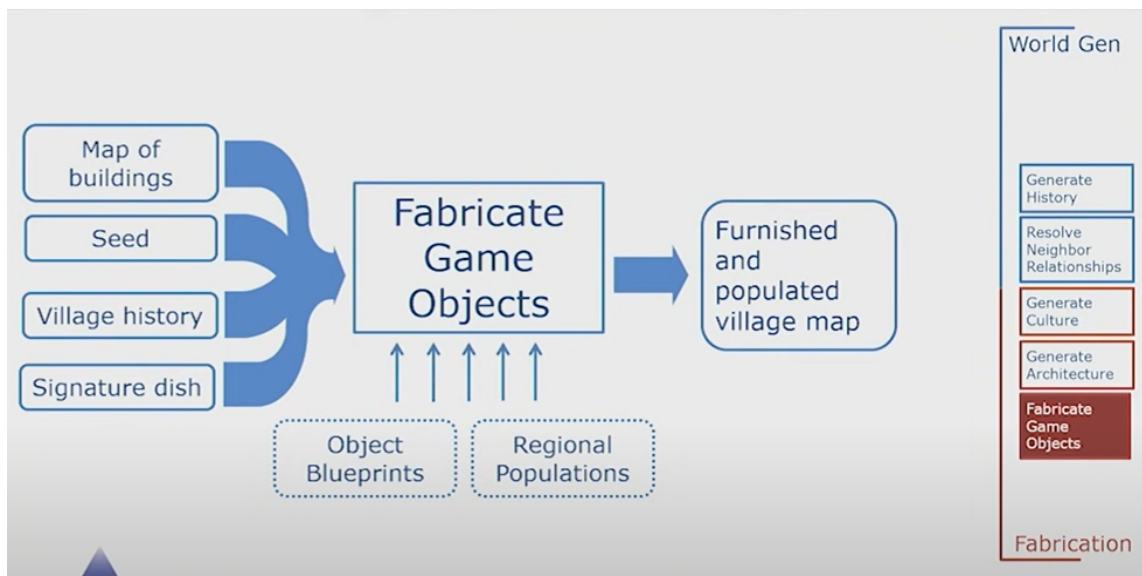 Map of
buildings
Seed
Village history
Signature dish
Fabricate
Game
Objects
Object
Blueprints
Regional
Populations
Furnished
and
populated
village map
World Gen
Generate
History
Resolve
Neighbor
Relationships
Generate
Culture
Generate
Architecture
Fabricate
Game
Objects
Fabrication